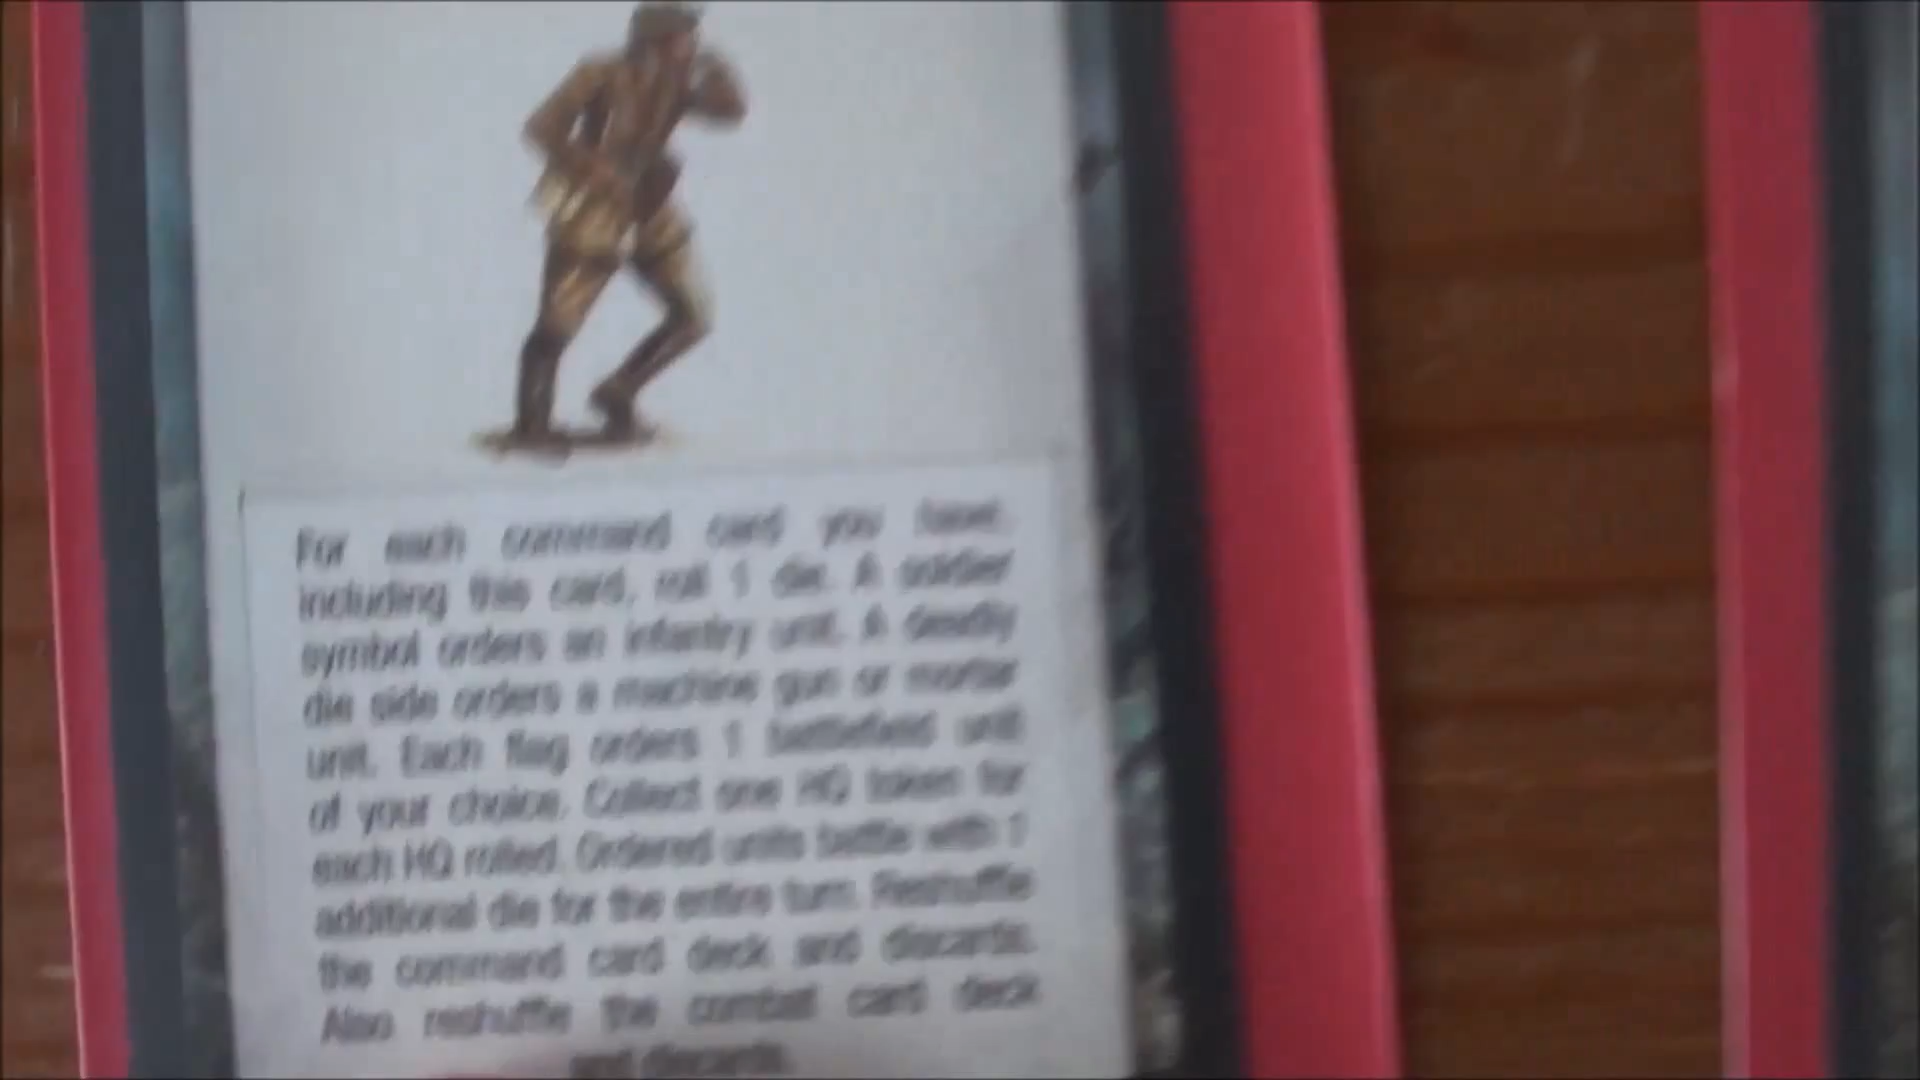 For each command card you have,
including this card, roll 1 die. A soldier
symbol orders an infantry unit. A deadly
die side orders a machine gun or mortar
unit. Each flag orders 1 battlefield unit
of your choice. Collect one HQ token for
each HQ rolled. Ordered units battle with 1
additional die for the entire turn. Reshuffle
the command card deck and discards.
Also reshuffle the combat card deck
and discards.